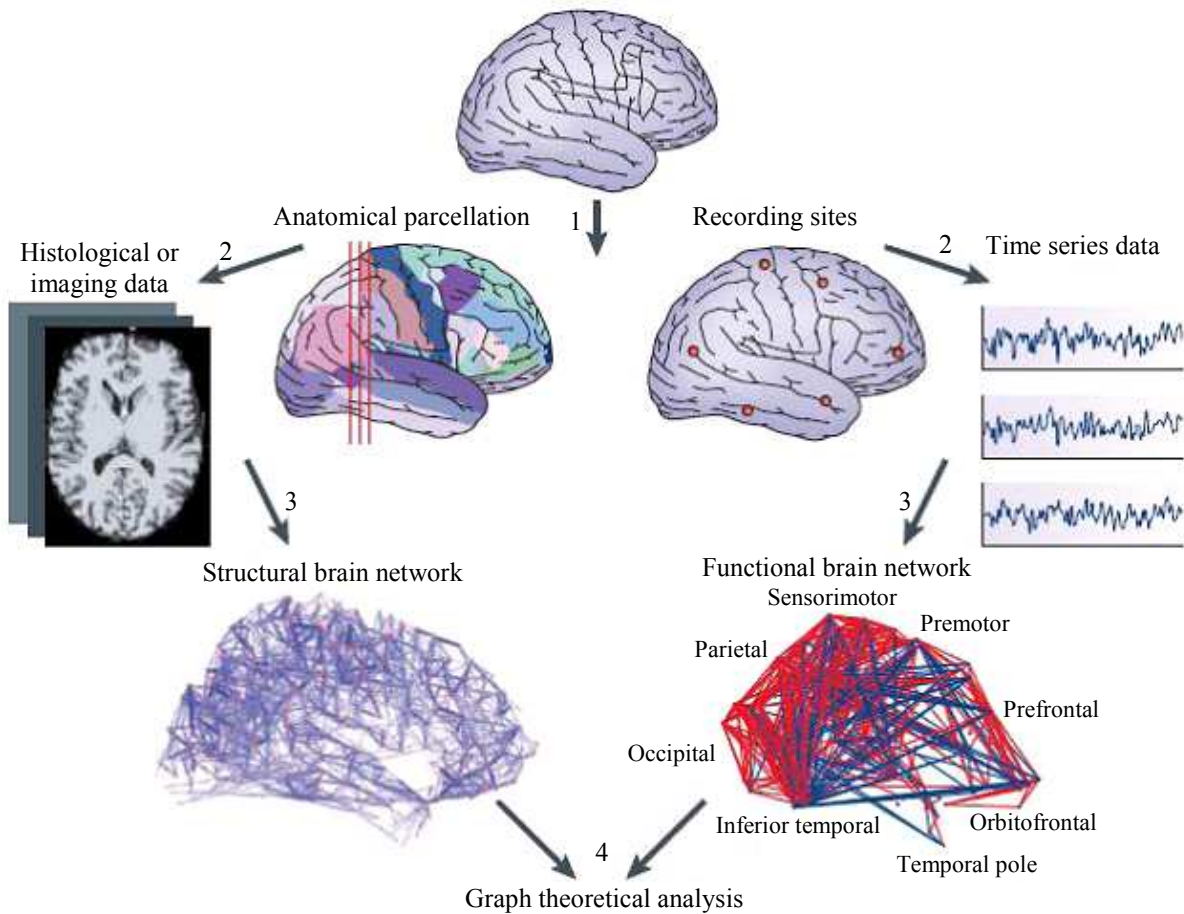 Anatomical parcellation
1
Recording sites
2
Histological or
imaging data
2
Time series data
3
3
Structural brain network
Functional brain network
Sensorimotor
Premotor
Parietal
Prefrontal
Occipital
Inferior temporal
Orbitofrontal
Temporal pole
4
Graph theoretical analysis